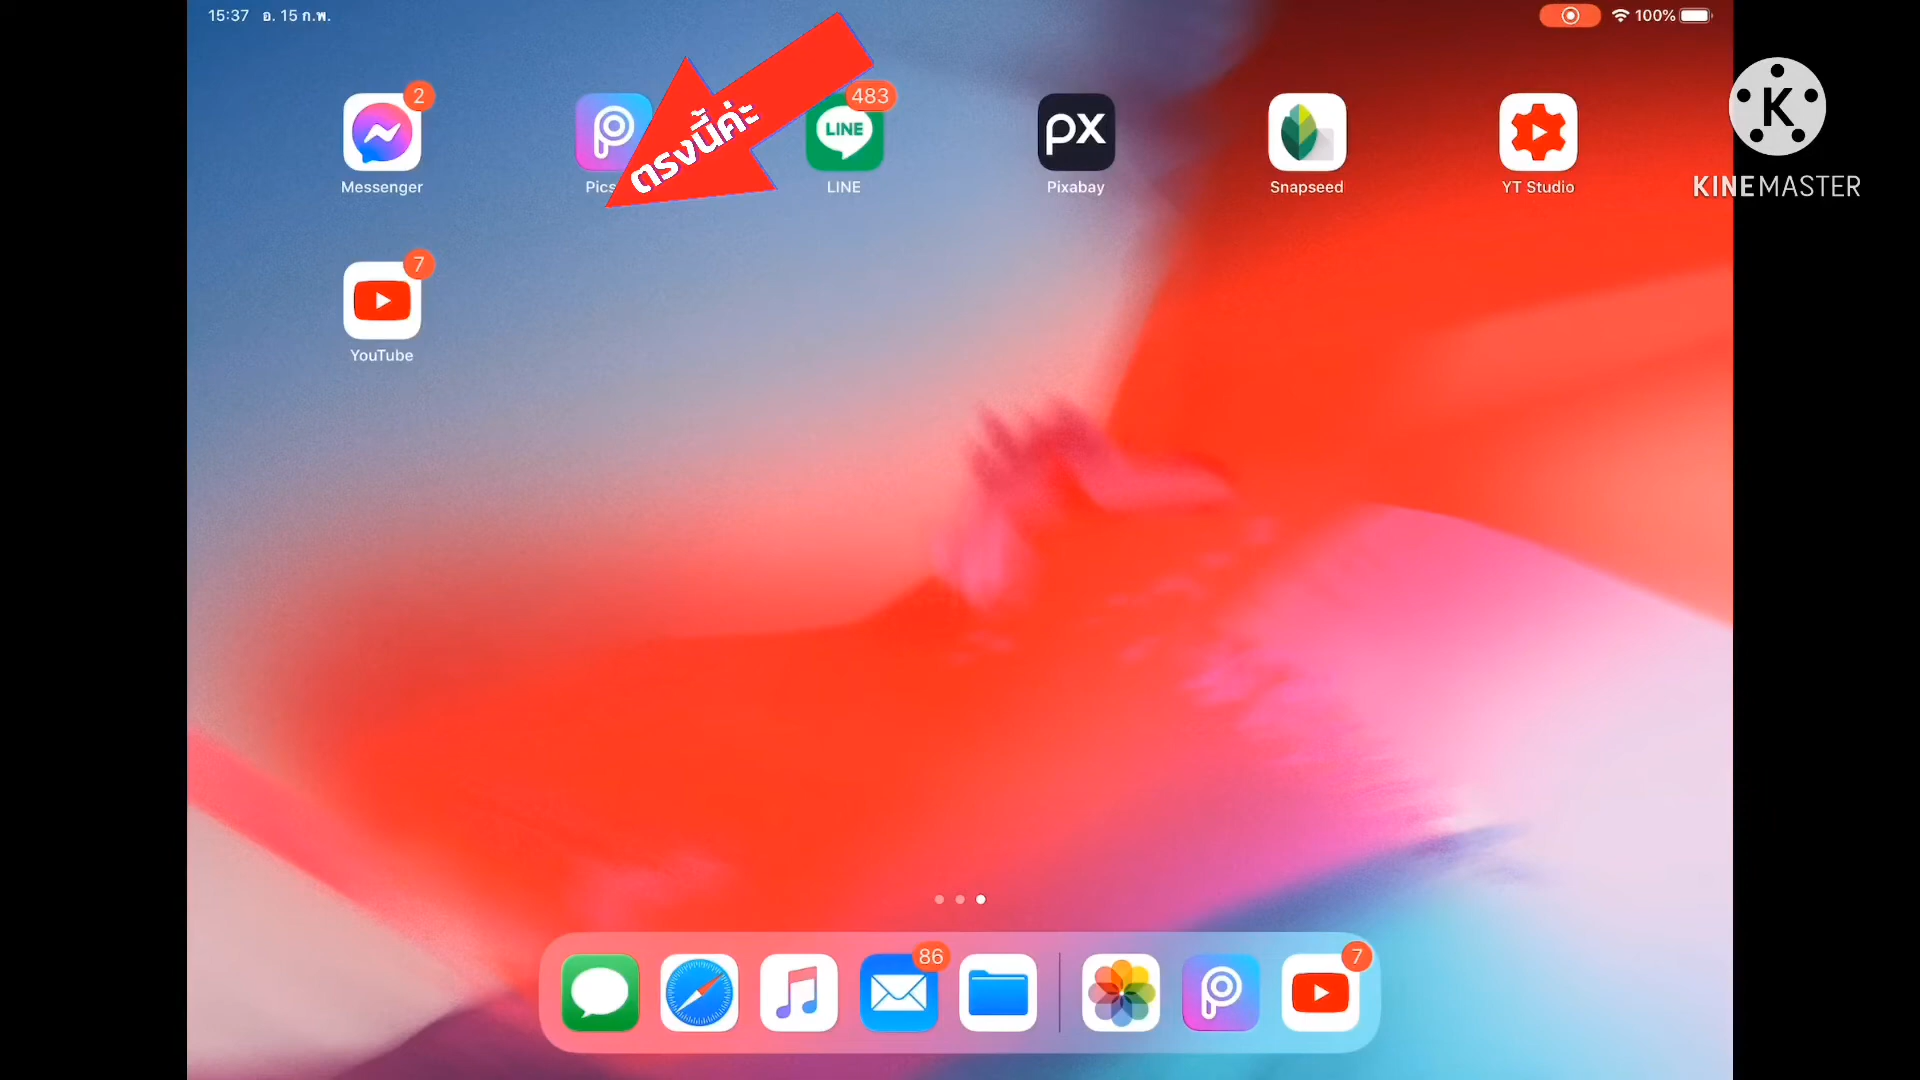 15:37 อ. 15 ก.พ.
100%
2
483
LINE
px
K
KINEMASTER
ตรงนี้ค่ะ
Messenger
Pics
LINE
Pixabay
Snapseed
YT Studio
7
YouTube
86
7